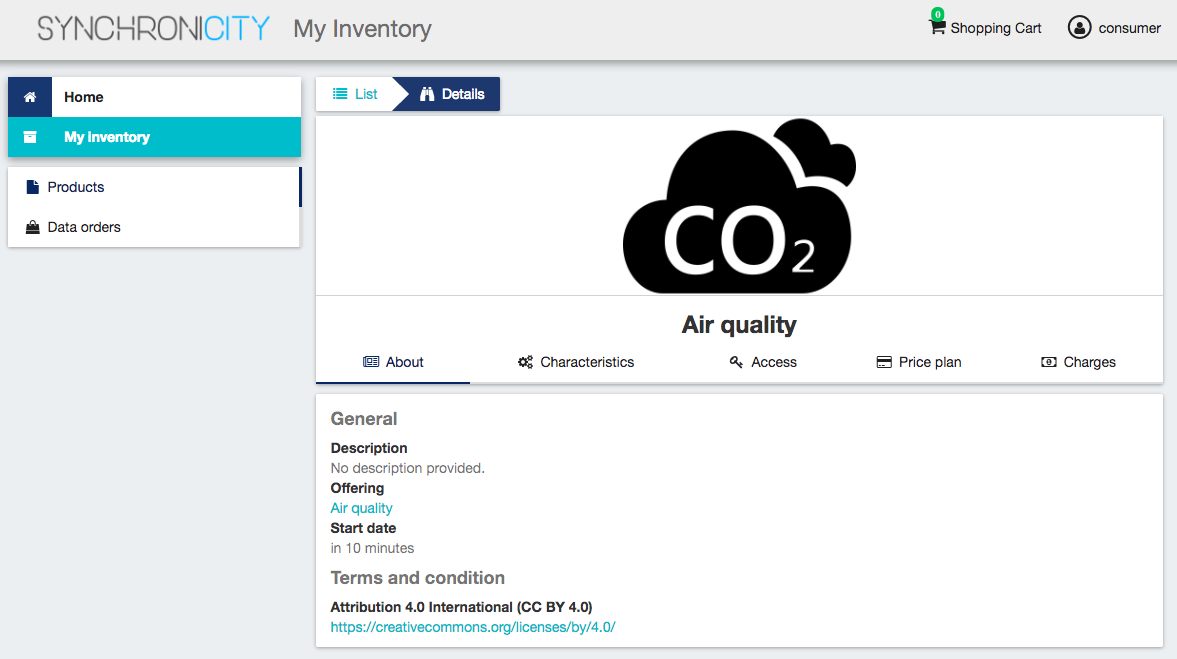 SYNCHRONICITY My Inventory 0 Shopping Cart consumer
Home
My Inventory
Products
Data orders
List Details
CO2
Air quality
About Characteristics Access Price plan Charges
General
Description
No description provided.
Offering
Air quality
Start date
in 10 minutes
Terms and condition
Attribution 4.0 International (CC BY 4.0)
https://creativecommons.org/licenses/by/4.0/